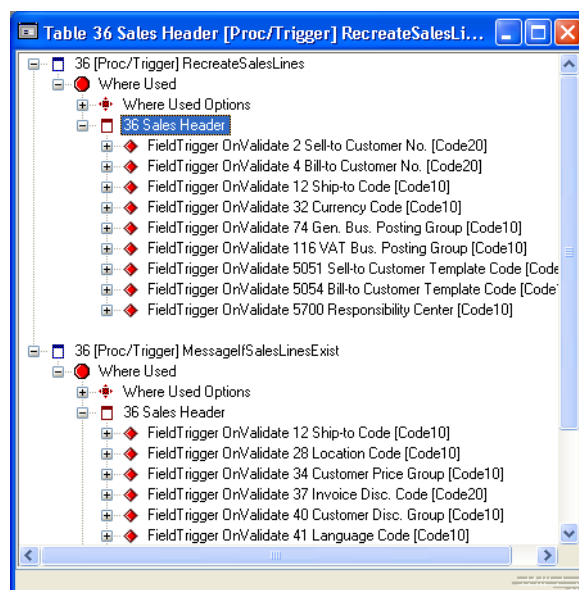 Table 36 Sales Header [Proc/Trigger] RecreateSalesLi...
36 [Proc/Trigger] RecreateSalesLines
Where Used
Where Used Options
36 Sales Header
FieldTrigger OnValidate 2 Sell-to Customer No. [Code20]
FieldTrigger OnValidate 4 Bill-to Customer No. [Code20]
FieldTrigger OnValidate 12 Ship-to Code [Code10]
FieldTrigger OnValidate 32 Currency Code [Code10]
FieldTrigger OnValidate 74 Gen. Bus. Posting Group [Code10]
FieldTrigger OnValidate 116 VAT Bus. Posting Group [Code10]
FieldTrigger OnValidate 5051 Sell-to Customer Template Code [Code
FieldTrigger OnValidate 5054 Bill-to Customer Template Code [Code
FieldTrigger OnValidate 5700 Responsibility Center [Code10]
36 [Proc/Trigger] MessageIfSalesLinesExist
Where Used
Where Used Options
36 Sales Header
FieldTrigger OnValidate 12 Ship-to Code [Code10]
FieldTrigger OnValidate 28 Location Code [Code10]
FieldTrigger OnValidate 34 Customer Price Group [Code10]
FieldTrigger OnValidate 37 Invoice Disc. Code [Code20]
FieldTrigger OnValidate 40 Customer Disc. Group [Code10]
FieldTrigger OnValidate 41 Language Code [Code10]